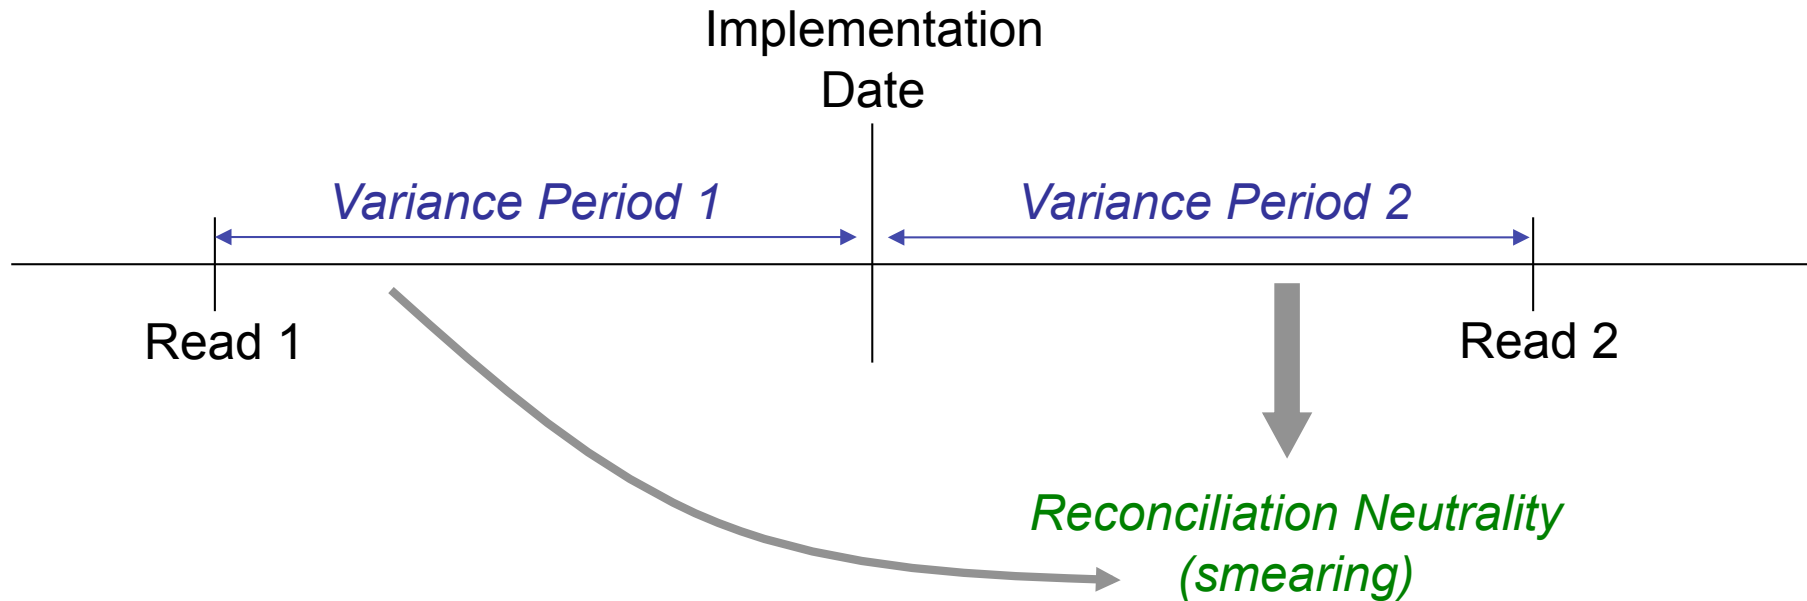 Implementation
Date
Variance Period 1
Variance Period 2
Read 1
Read 2
Reconciliation Neutrality
(smearing)